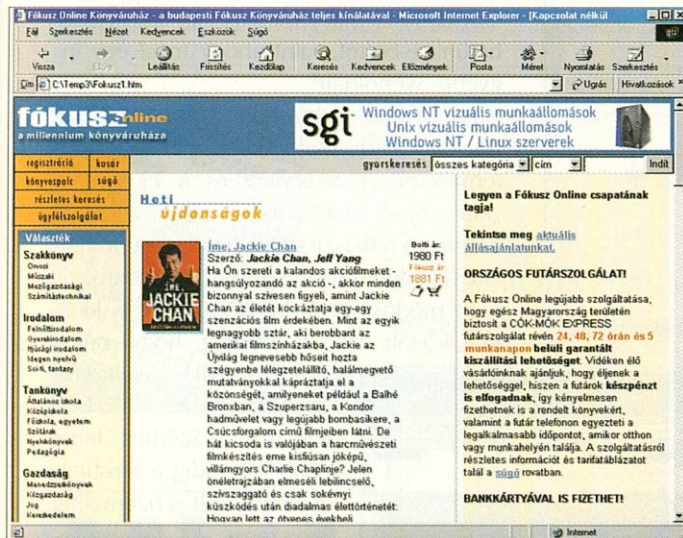 Fókusz Online Könyváruház - a budapesti Fókusz Könyváruház teljes kínálatával - Microsoft Internet Explorer - [Kapcsolat nélkül
Fájl Szerkesztés Nézet Kedvencek Eszközök Súgó
Vissza Előre Leállítás Frissítés Kezdőlap Keresés Kedvencek Előzmények Posta Méret Nyomtatás Szerkesztés
Cím C:\Temp3\Fokusz1.htm Ugrás Hivatkozások
fókusz online
a millennium könyváruháza
sgi
Windows NT vizuális munkaállomások
Unix vizuális munkaállomások
Windows NT / Linux szerverek
gyorskeresés összes kategória cím Indít
regisztráció kosár
könyvespolc súgó
részletes keresés
ügyfélszolgálat
Választék
Szakkönyv
Orvosi
Műszaki
Mezőgazdasági
Számítástechnikai
Irodalom
Felnőttirodalom
Gyerekirodalom
Ifjúsági irodalom
Idegen nyelvű
Sci-fi, fantasy
Tankönyv
Általános iskola
Középiskola
Főiskola, egyetem
Szótárak
Nyelvkönyvek
Pedagógia
Gazdaság
Menedzserkönyvek
Közgazdaság
Jog
Kereskedelem
Heti
újdonságok
ÍME,
JACKIE
CHAN
Íme, Jackie Chan
Szerző: Jackie Chan, Jeff Yang
Ha Ön szereti a kalandos akciófilmeket -
hangsúlyozandó az akció -, akkor minden
bizonnyal szívesen figyeli, amint Jackie
Chan az életét kockáztatja egy-egy
szenzációs film érdekében. Mint az egyik
legnagyobb sztár, aki berobbant az
amerikai filmszínházakba, Jackie az
Újvilág legnevesebb hőseit hozta
szégyenbe lélegzetelállító, halálmegvető
mutatványokkal kápráztatja el a
közönségét, amilyeneket például a Balhé
Bronxban, a Szuperzsaru, a Kondor
hadművelet vagy legújabb bombasikere, a
Csúcsforgalom című filmjeiben látni. De
hát kicsoda is valójában a harcművészeti
filmkészítés eme kisfiúsan jóképű,
villámgyors Charlie Chaplinje? Jelen
önéletrajzában elmeséli lebilincselő,
szívszaggató és csak sokévnyi
küszködés után diadalmas élettörténetét:
Hogyan lett az ötvenes évekbeli
Bolti ár:
1980 Ft
Fókusz ár:
1881 Ft
Legyen a Fókusz Online csapatának
tagja!
Tekintse meg aktuális
állásajánlatunkat.
ORSZÁGOS FUTÁRSZOLGÁLAT!
A Fókusz Online legújabb szolgáltatása,
hogy egész Magyarország területén
biztosít a CÓK-MÓK EXPRESS
futárszolgálat révén 24, 48, 72 órán és 5
munkanapon belüli garantált
kiszállítási lehetőséget. Vidéken élő
vásárlóinknak ajánljuk, hogy éljenek a
lehetőséggel, hiszen a futárok készpénzt
is elfogadnak, így kényelmesen
fizethetnek is a rendelt könyvekért,
valamint a futár telefonon egyezteti a
legalkalmasabb időpontot, amikor otthon
vagy munkahelyén találja. A szolgáltatásról
részletes információt és tarifatáblázatot
talál a súgó rovatban.
BANKKÁRTYÁVAL IS FIZETHET!
Internet